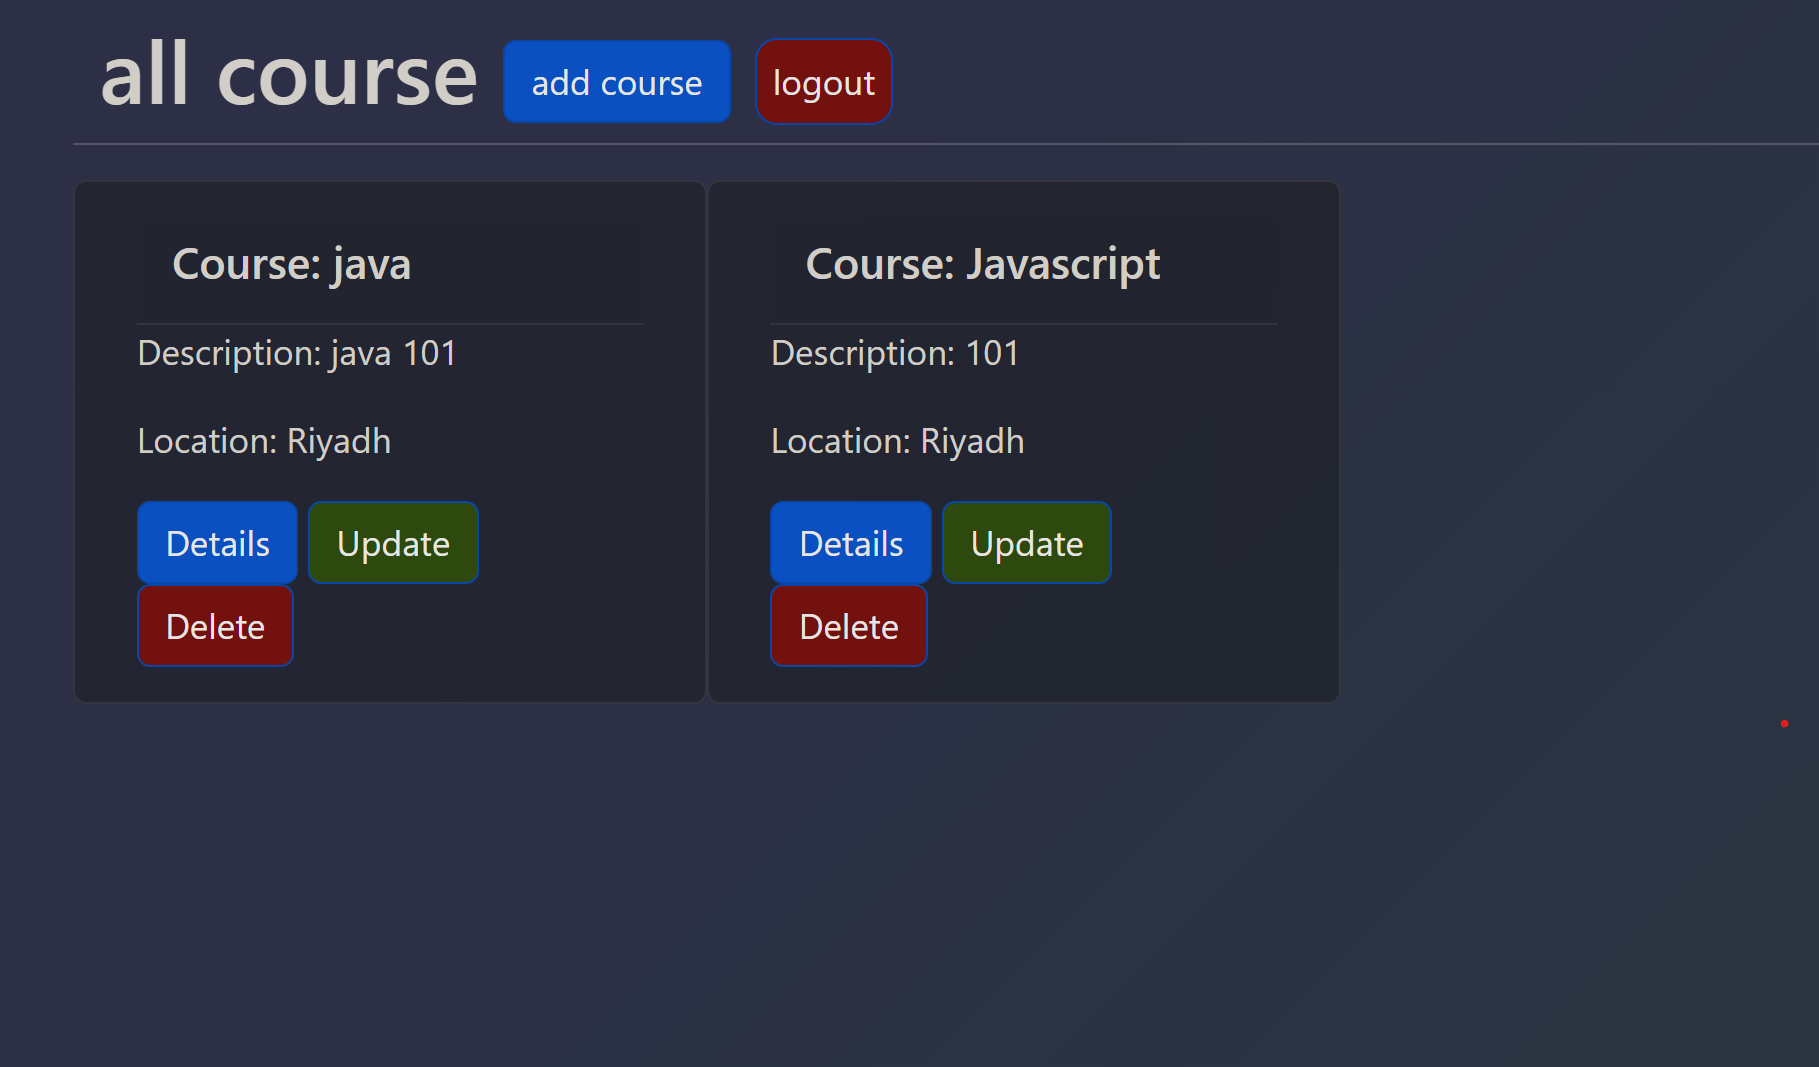 all course add course logout
Course: java
Description: java 101
Location: Riyadh
Details Update
Delete
Course: Javascript
Description: 101
Location: Riyadh
Details Update
Delete